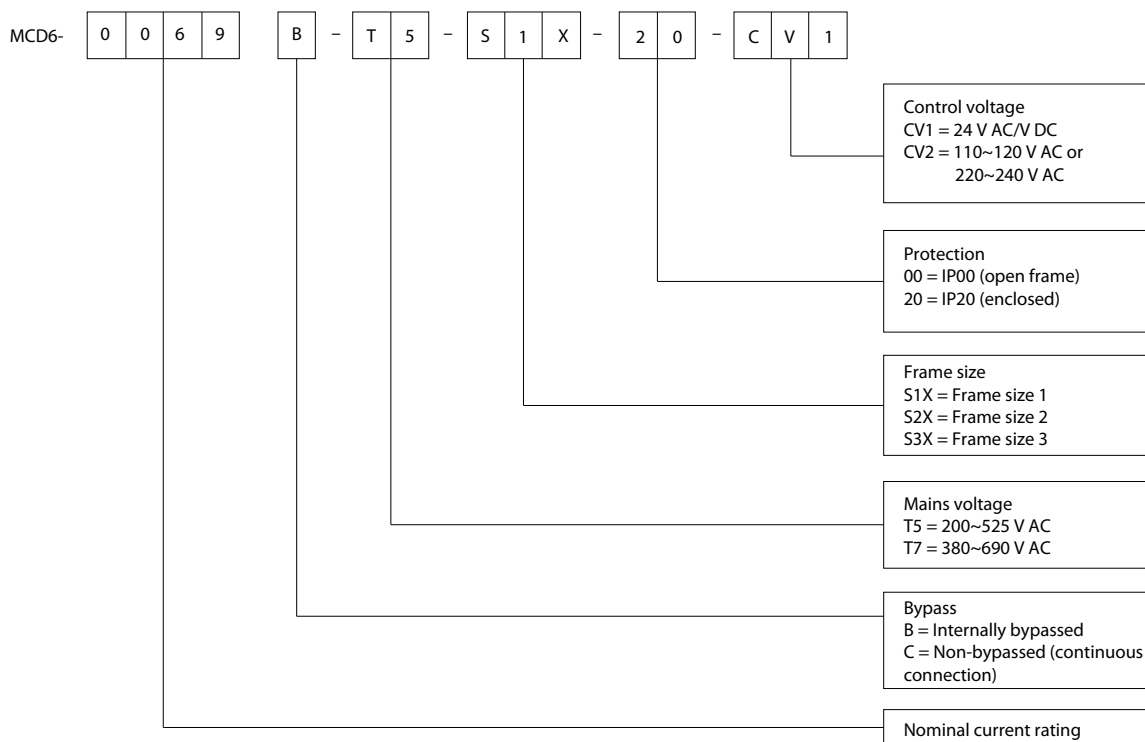 MCD6- 0 0 6 9 B – T 5 – S 1 X – 2 0 – C V 1
Control voltage
CV1 = 24 V AC/V DC
CV2 = 110~120 V AC or
220~240 V AC
Protection
00 = IP00 (open frame)
20 = IP20 (enclosed)
Frame size
S1X = Frame size 1
S2X = Frame size 2
S3X = Frame size 3
Mains voltage
T5 = 200~525 V AC
T7 = 380~690 V AC
Bypass
B = Internally bypassed
C = Non-bypassed (continuous
connection)
Nominal current rating